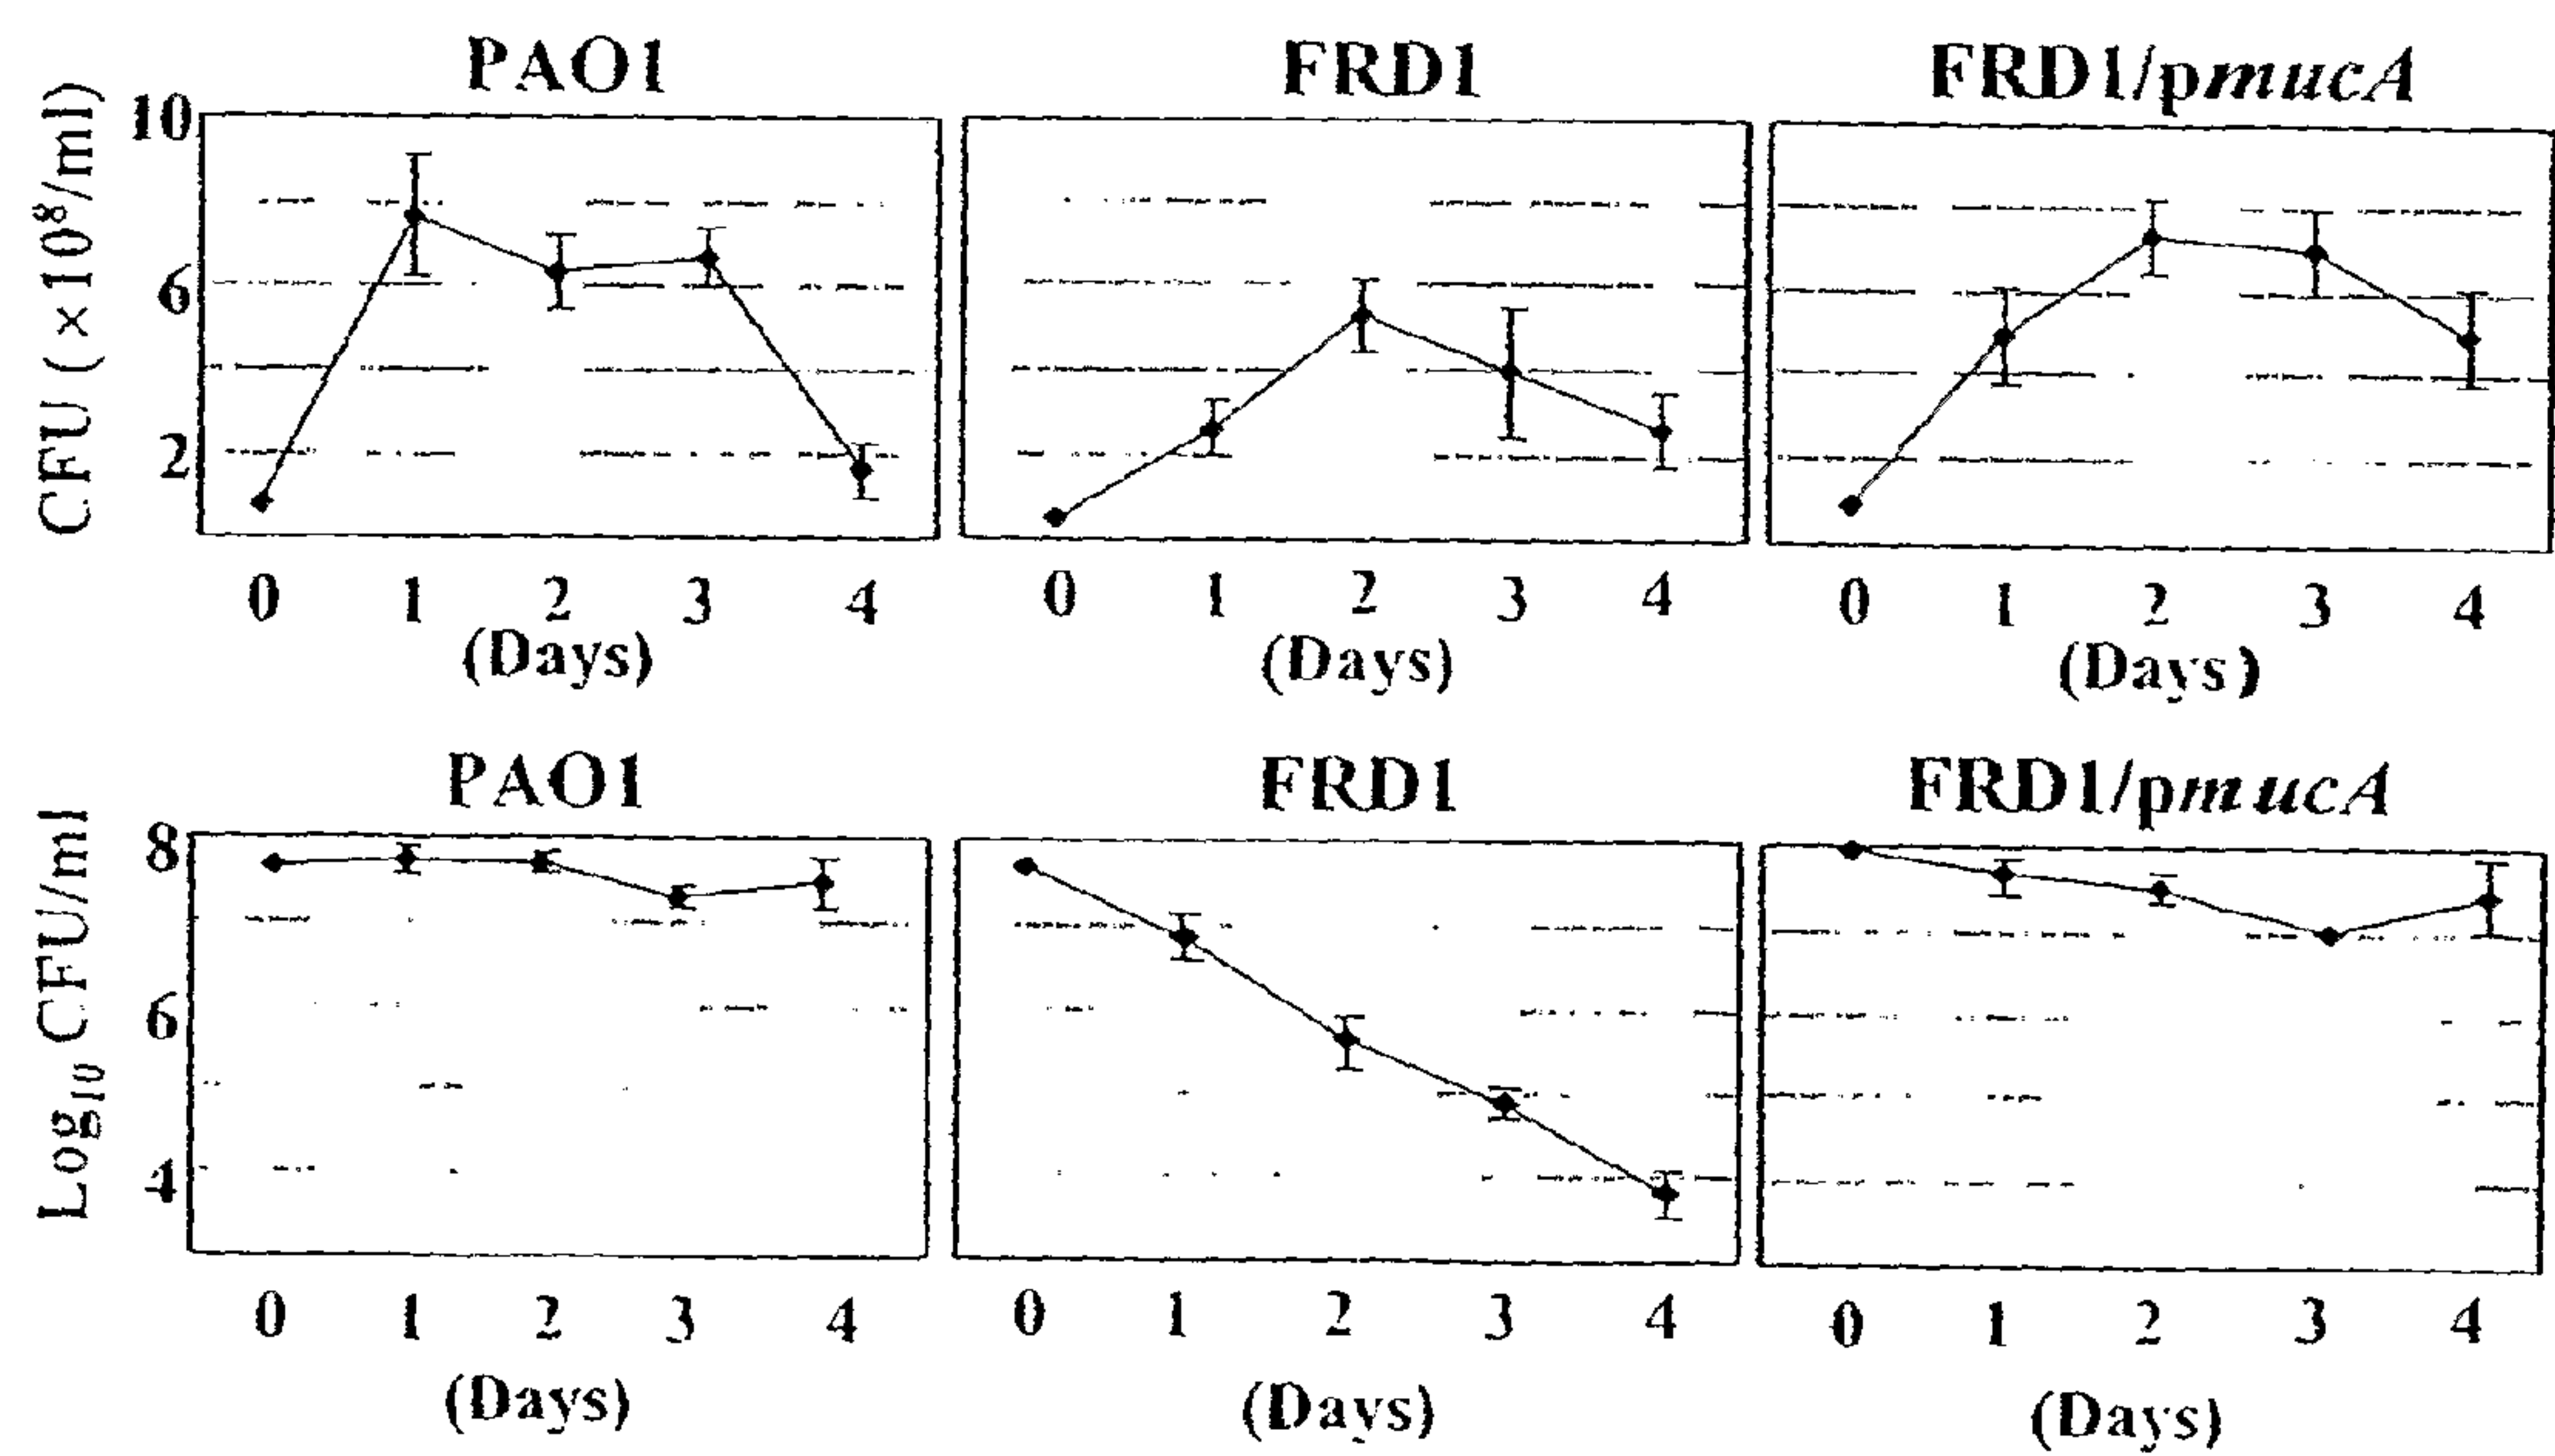 PAO1 FRD1 FRD1/pmucA
CFU (×10⁸/ml)
10
6
2
0 1 2 3 4 0 1 2 3 4 0 1 2 3 4
(Days) (Days) (Days)
PAO1 FRD1 FRD1/pmucA
Log₁₀ CFU/ml
8
6
4
0 1 2 3 4 0 1 2 3 4 0 1 2 3 4
(Days) (Days) (Days)